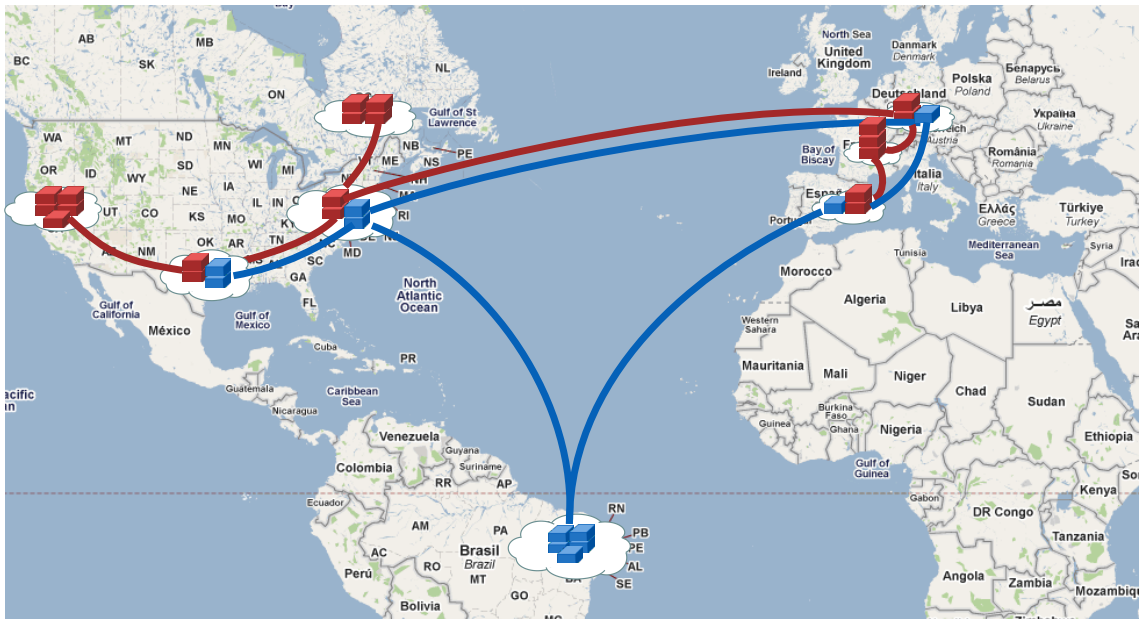 AB
MB
BC
SK
NL
ON
Gulf of St
Lawrence
North Sea
United
Kingdom
Ireland
Danmark
Denmark
Deutschland
Polska
Poland
Беларусь
Belarus
Україна
Ukraine
Austria
România
Romania
Bay of
Biscay
Italia
Italy
Ελλάς
Greece
Türkiye
Turkey
Mediterranean
Sea
Syria
Tunisia
WA
MT
ND
MN
OR
ID
SD
WI
MI
WY
NE
IA
IL
IN
UT
CO
KS
MO
TN
OK
AR
NM
SC
GA
FL
MD
RI
NB
ME
PE
NS
NH
Gulf of
California
México
Gulf of
Mexico
Cuba
PR
North
Atlantic
Ocean
Guatemala
Nicaragua
Caribbean
Sea
Venezuela
Guyana
Suriname
Colombia
Ecuador
RR
AP
AM
PA
AC
RO
Perú
Bolivia
Brasil
Brazil
MT
GO
RN
PB
PE
AL
SE
Morocco
Western
Sahara
Algeria
Libya
مصر
Egypt
Mauritania
Mali
Niger
Chad
Sudan
Burkina
Faso
Guinea
Ghana
Nigeria
Ethiopia
Gulf of
Guinea
Gabon
DR Congo
Kenya
Tanzania
Angola
Zambia